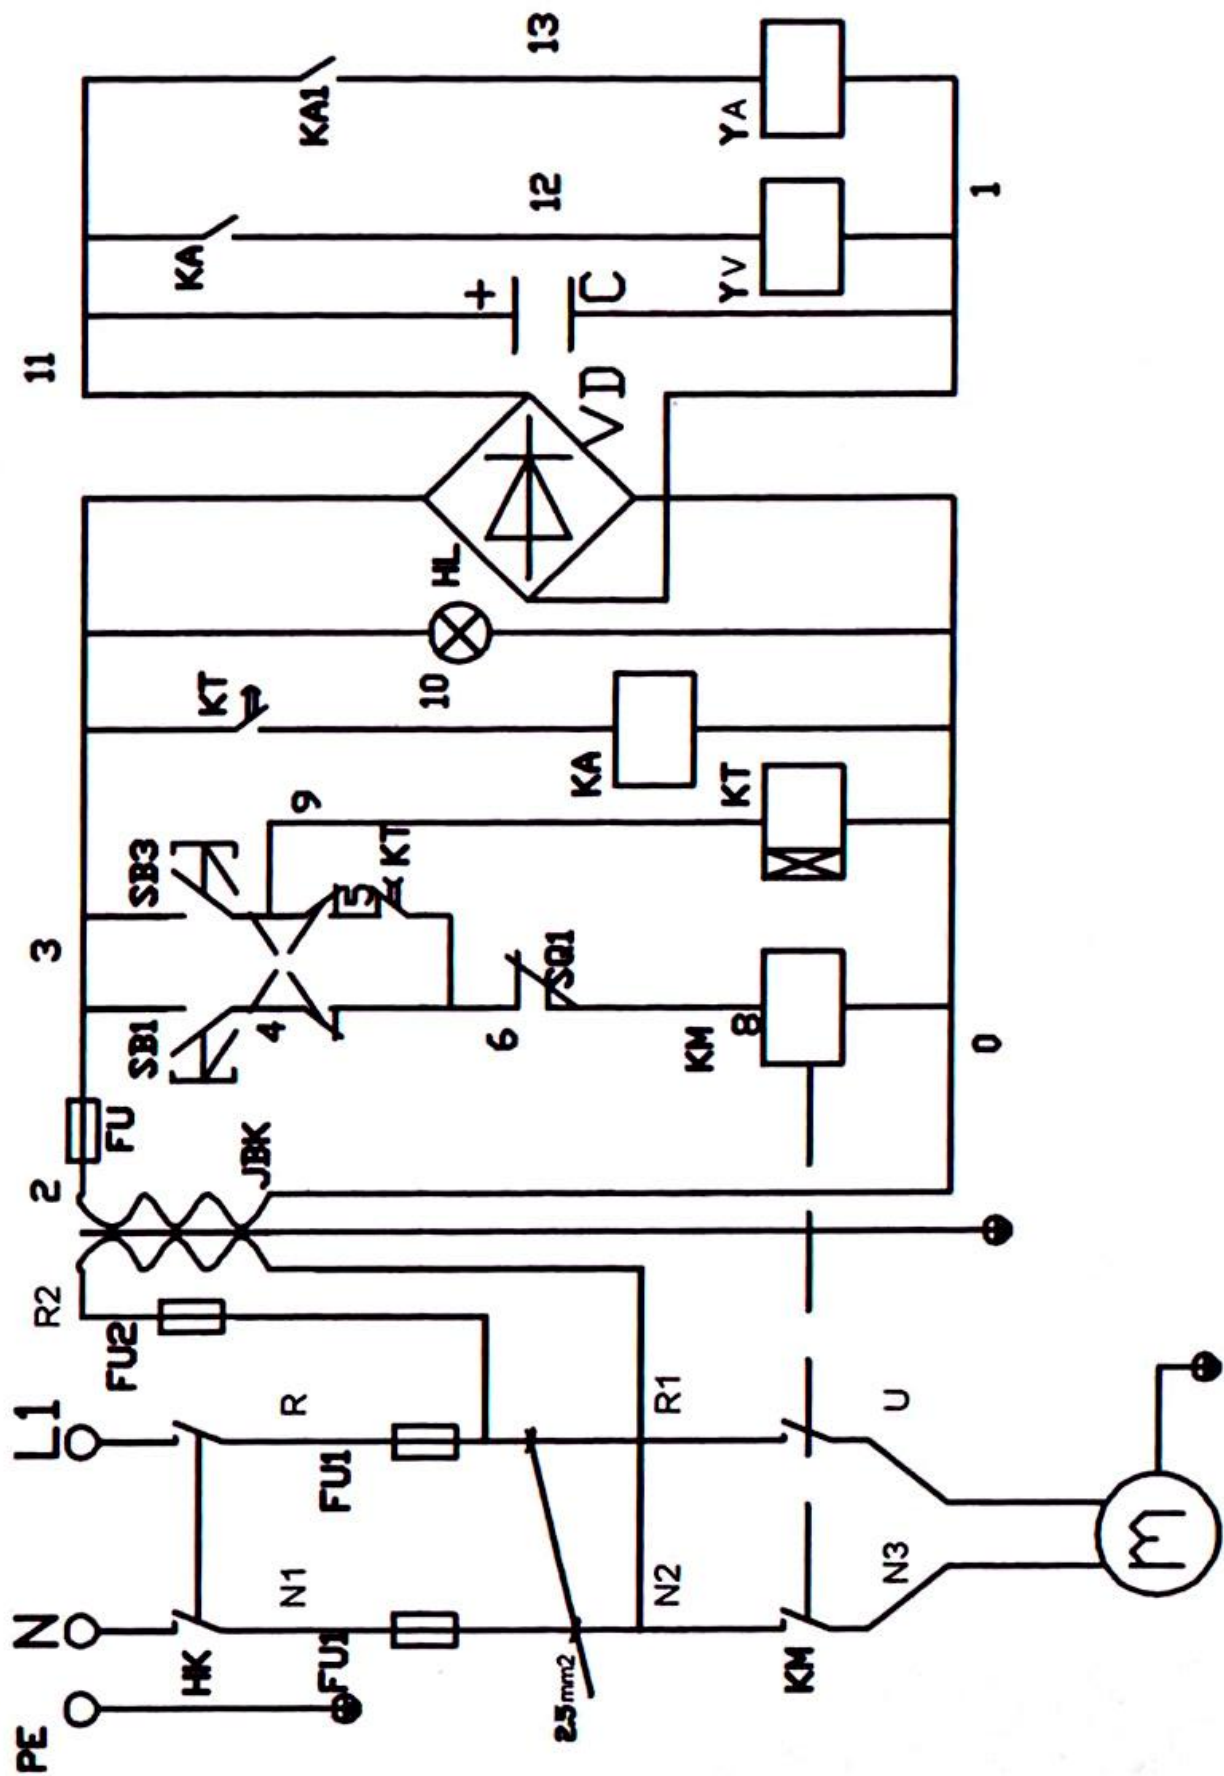 PE
N
L1
HK
N1
R
FU1
FU1
2.5mm2
N2
R1
KM
N3
U
M
R2
FU2
2
JBK
FU
3
SB1
SB3
4
5
KT
9
6
SQ1
KM
8
KT
KT
10
KA
HL
0
VD
11
+
C
KA
12
YV
KA1
13
YA
1